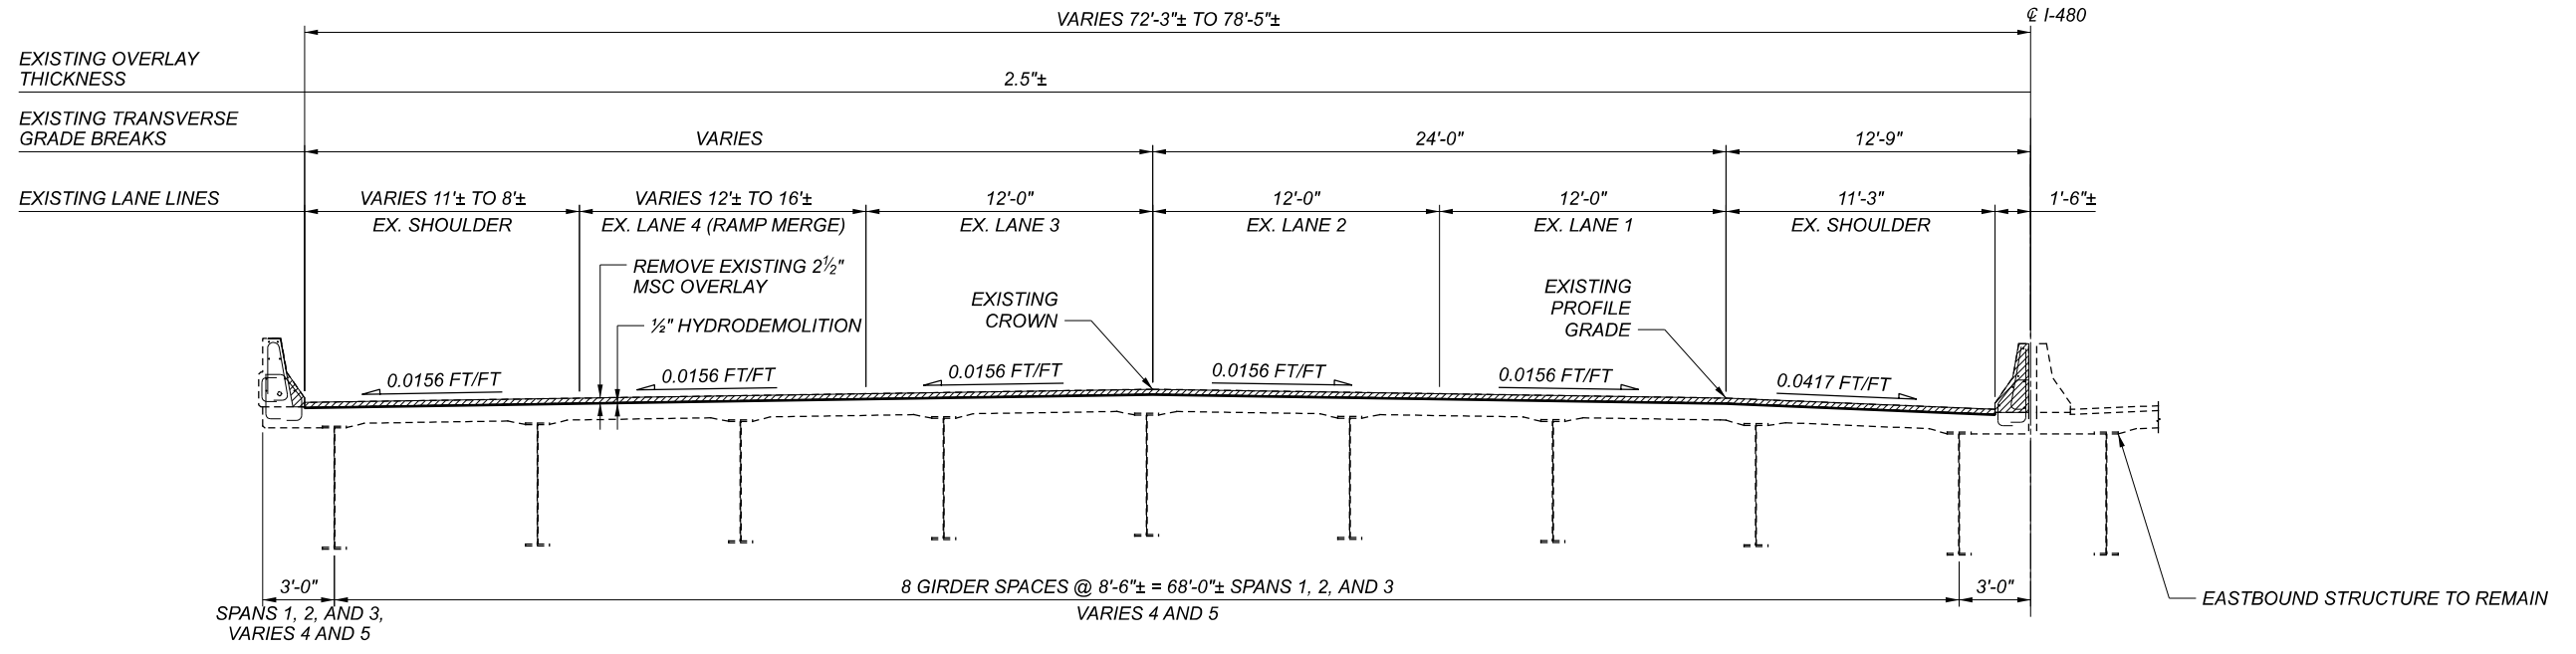 VARIES 72'-3"± TO 78'-5"±
℄ I-480
EXISTING OVERLAY
THICKNESS
2.5"±
EXISTING TRANSVERSE
GRADE BREAKS
VARIES
24'-0"
12'-9"
EXISTING LANE LINES
VARIES 11'± TO 8'±
VARIES 12'± TO 16'±
12'-0"
12'-0"
12'-0"
11'-3"
1'-6"±
EX. SHOULDER
EX. LANE 4 (RAMP MERGE)
EX. LANE 3
EX. LANE 2
EX. LANE 1
EX. SHOULDER
REMOVE EXISTING 2½"
MSC OVERLAY
½" HYDRODEMOLITION
EXISTING
CROWN
EXISTING
PROFILE
GRADE
0.0156 FT/FT
0.0156 FT/FT
0.0156 FT/FT
0.0156 FT/FT
0.0156 FT/FT
0.0417 FT/FT
3'-0"
SPANS 1, 2, AND 3,
VARIES 4 AND 5
8 GIRDER SPACES @ 8'-6"± = 68'-0"± SPANS 1, 2, AND 3
VARIES 4 AND 5
3'-0"
EASTBOUND STRUCTURE TO REMAIN